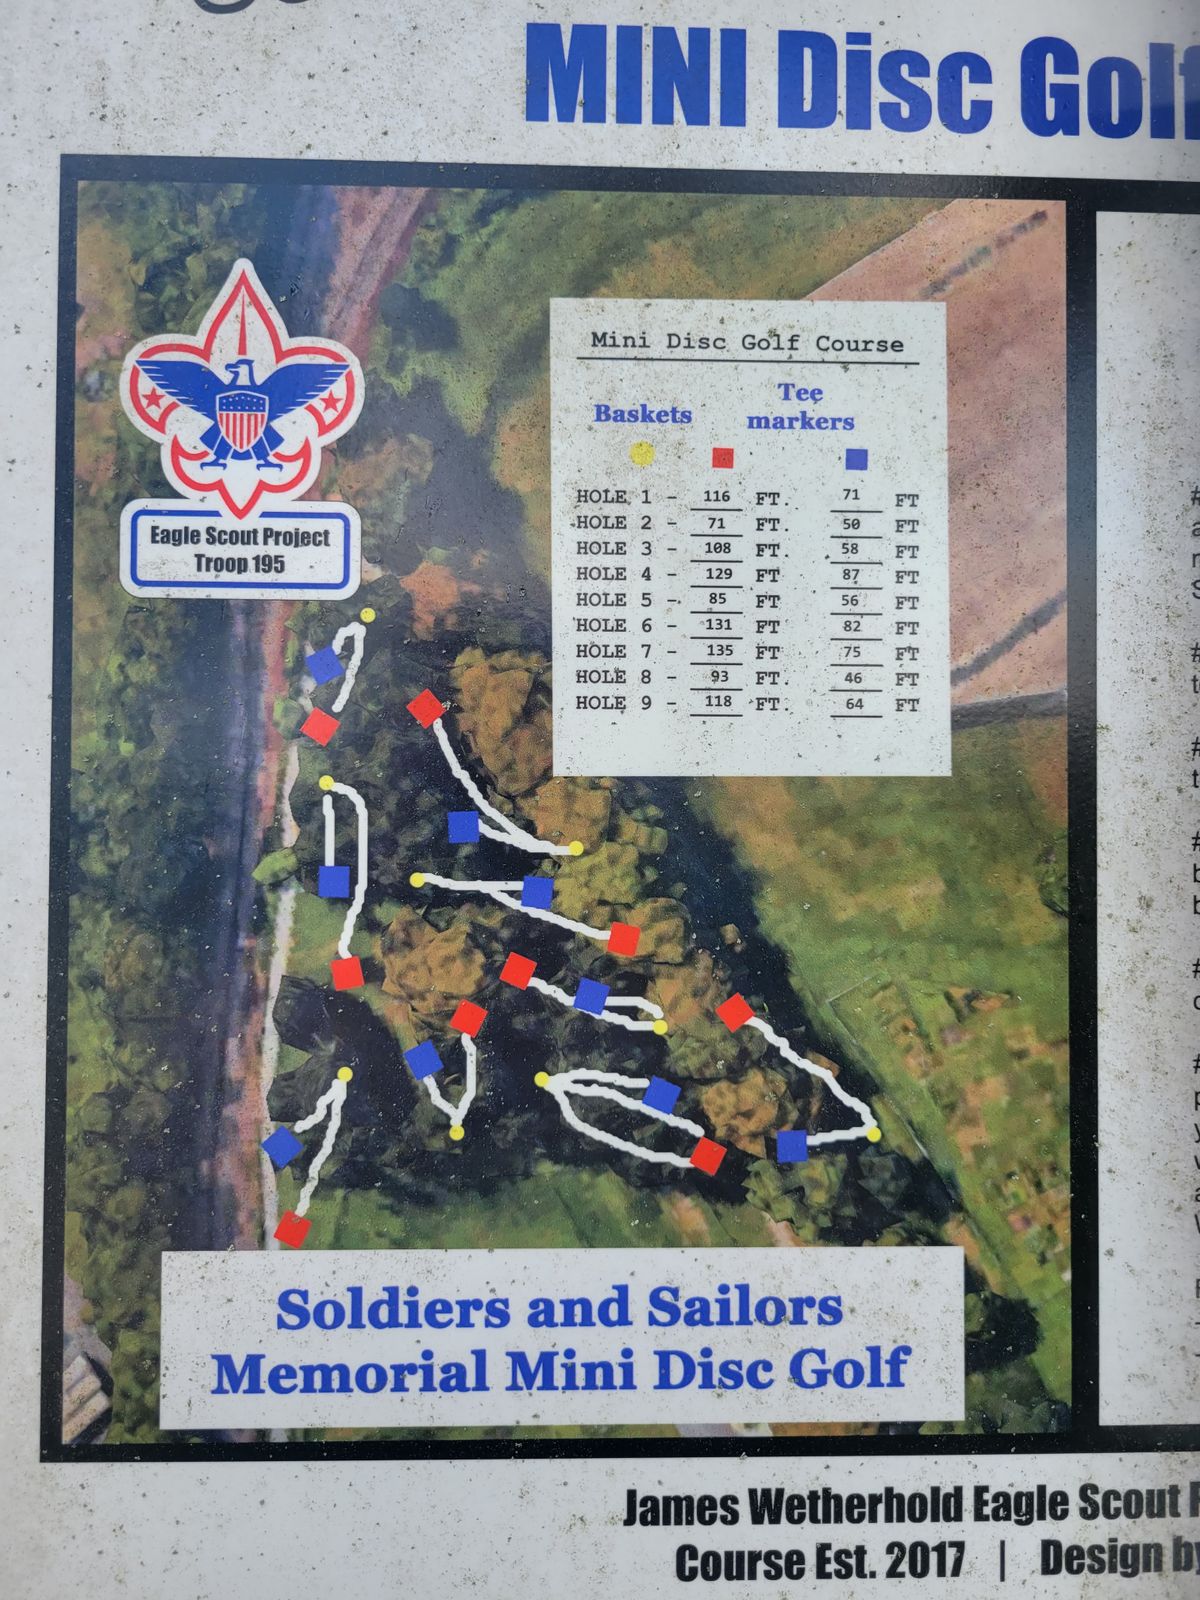 MINI Disc Golf
Eagle Scout Project
Troop 195
Mini Disc Golf Course
Baskets
Tee
markers
HOLE 1 - 116 FT. 71 FT
HOLE 2 - 71 FT. 50 FT
HOLE 3 - 108 FT. 58 FT
HOLE 4 - 129 FT 87 FT
HOLE 5 - 85 FT 56 FT
HOLE 6 - 131 FT 82 FT
HOLE 7 - 135 FT 75 FT
HOLE 8 - 93 FT 46 FT
HOLE 9 - 118 FT. 64 FT
Soldiers and Sailors
Memorial Mini Disc Golf
James Wetherhold Eagle Scout
Course Est. 2017 | Design by